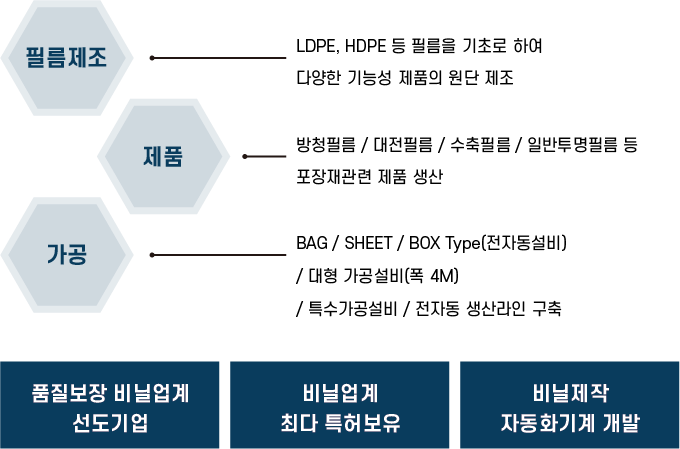 필름제조
LDPE, HDPE 등 필름을 기초로 하여
다양한 기능성 제품의 원단 제조
제품
방청필름 / 대전필름 / 수축필름 / 일반투명필름 등
포장재관련 제품 생산
가공
BAG / SHEET / BOX Type(전자동설비)
/ 대형 가공설비(폭 4M)
/ 특수가공설비 / 전자동 생산라인 구축
품질보장 비닐업계
선도기업
비닐업계
최다 특허보유
비닐제작
자동화기계 개발